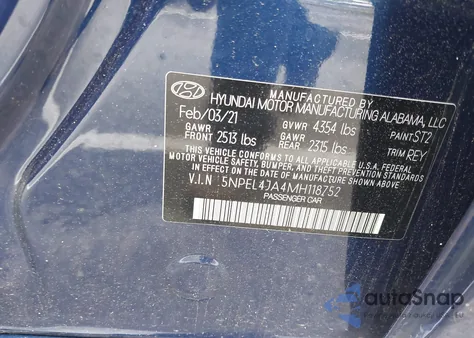 MANUFACTURED BY
HYUNDAI MOTOR MANUFACTURING ALABAMA, LLC
Feb/03/21 GVWR 4354 lbs PAINT ST2
GAWR FRONT 2513 lbs GAWR REAR 2315 lbs TRIM REY
THIS VEHICLE CONFORMS TO ALL APPLICABLE U.S.A. FEDERAL
MOTOR VEHICLE SAFETY, BUMPER, AND THEFT PREVENTION
STANDARDS IN EFFECT ON THE DATE OF MANUFACTURE SHOWN ABOVE.
V.I.N 5NPEL4JA4MH118752
PASSENGER CAR
autoSnap